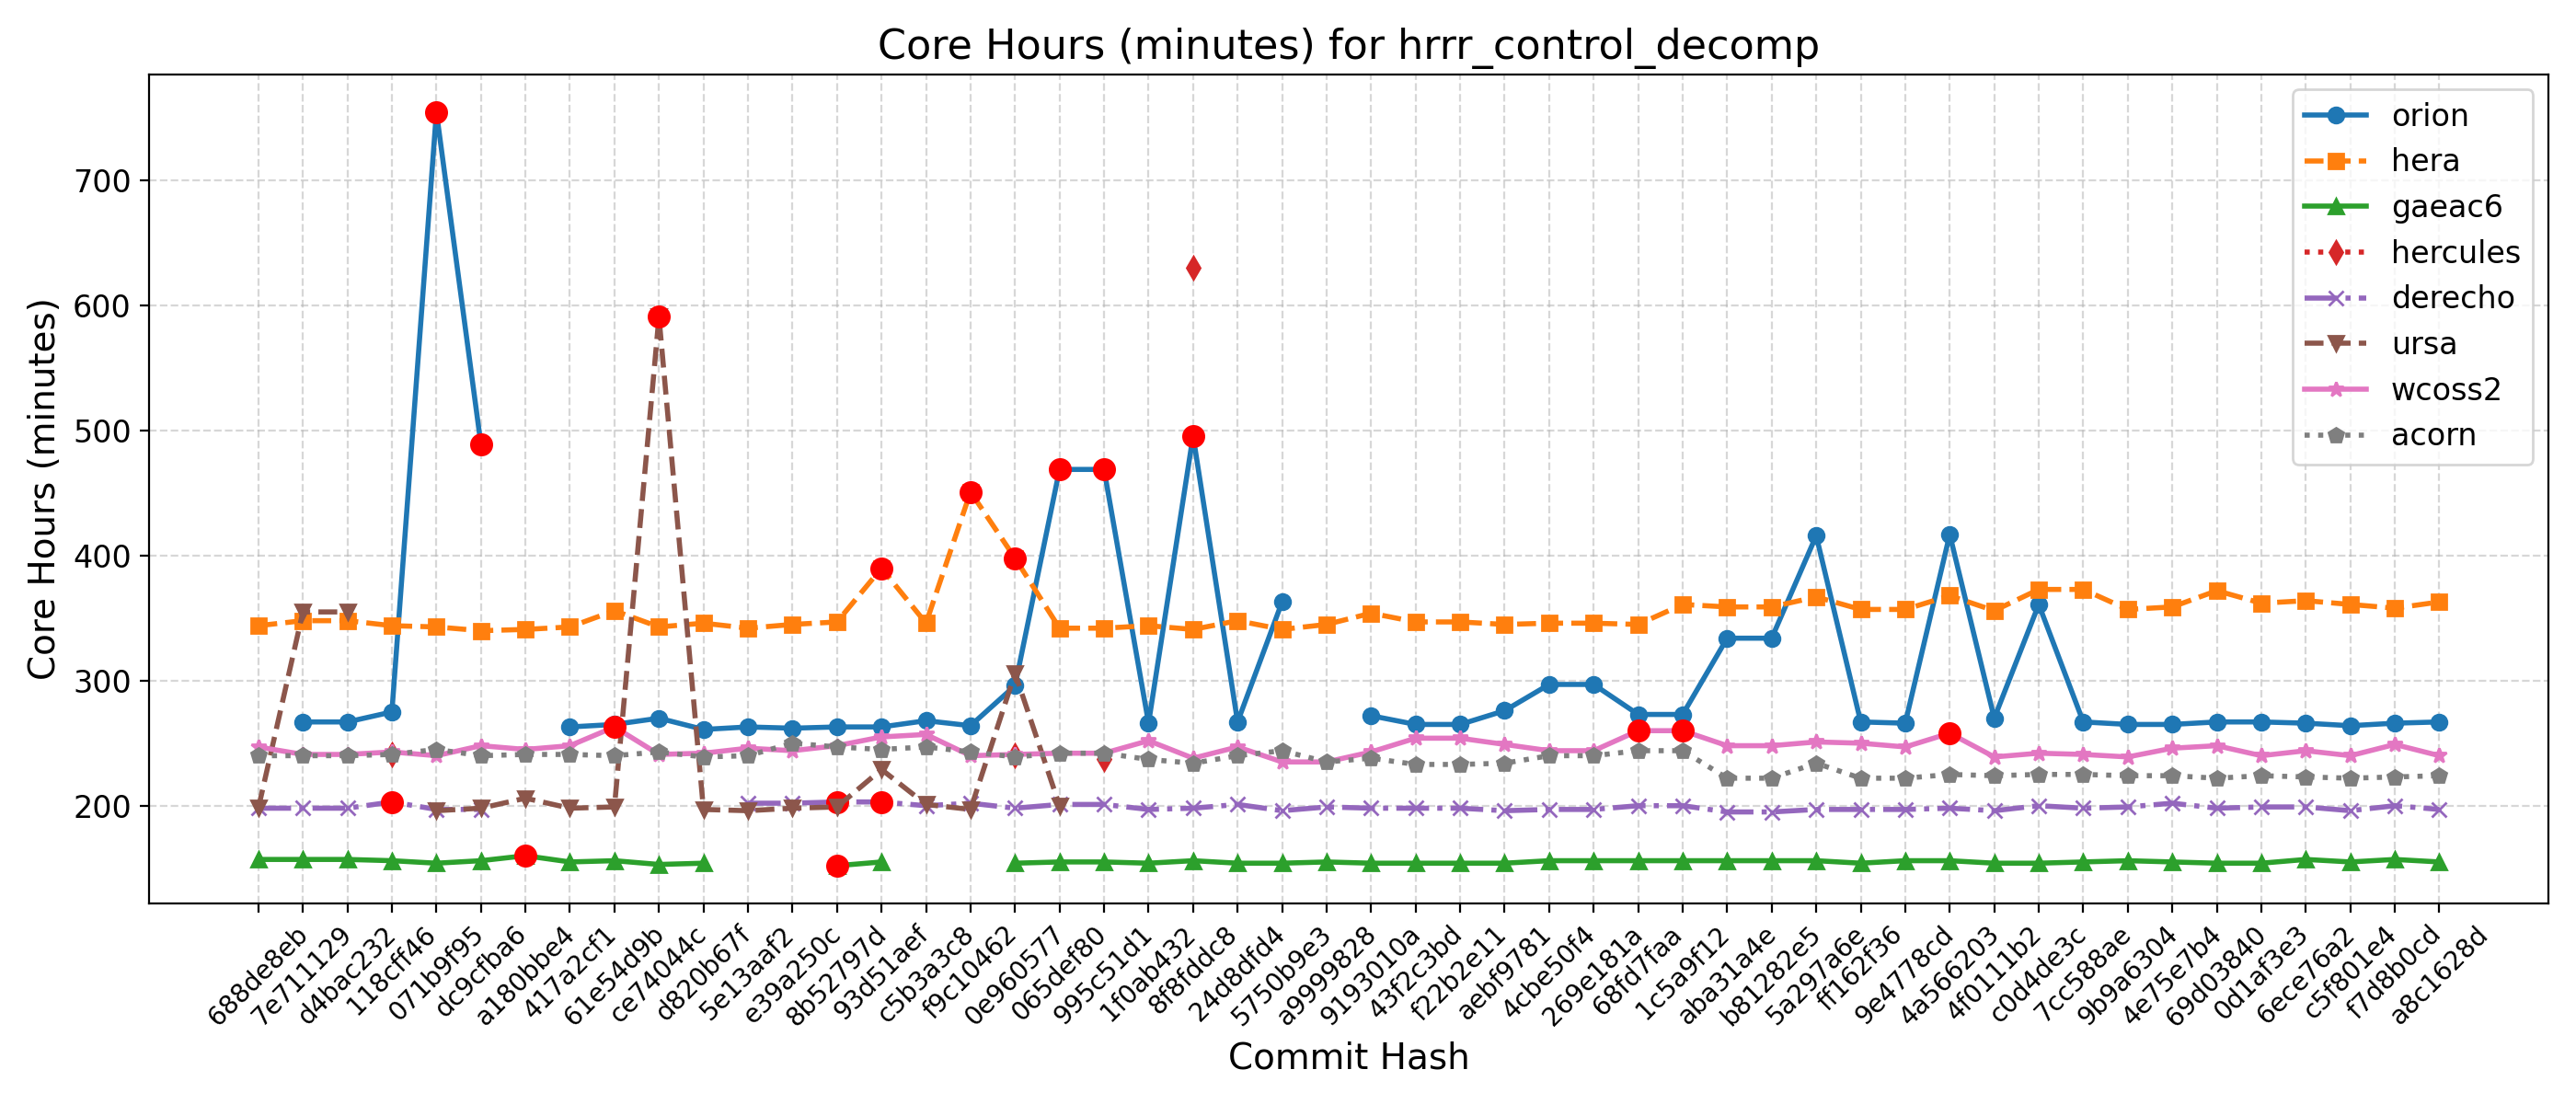 Core Hours (minutes) for hrrr_control_decomp
Core Hours (minutes)
700
600
500
400
300
200
orion
hera
gaeac6
hercules
derecho
ursa
wcoss2
acorn
688de8eb
7e711129
d4bac232
118cff46
071b9f95
dc9cfba6
a180bbe4
417a2cf1
61e54d9b
ce74044c
d820b67f
5e13aaf2
e39a250c
8b52797d
93d51aef
c5b3a3c8
f9c10462
0e960577
065def80
995c51d1
1f0ab432
8f8fddc8
24d8dfd4
5750b9e3
a9999828
9193010a
43f2c3bd
f22b2e11
aebf9781
4cbe50f4
269e181a
68fd7faa
1c5a9f12
aba31a4e
b81282e5
5a297a6e
ff162f36
9e4778cd
4a566203
4f0111b2
c0d4de3c
7cc588ae
9b9a6304
4e75e7b4
69d03840
0d1af3e3
6ece76a2
c5f801e4
f7d8b0cd
a8c1628d
Commit Hash